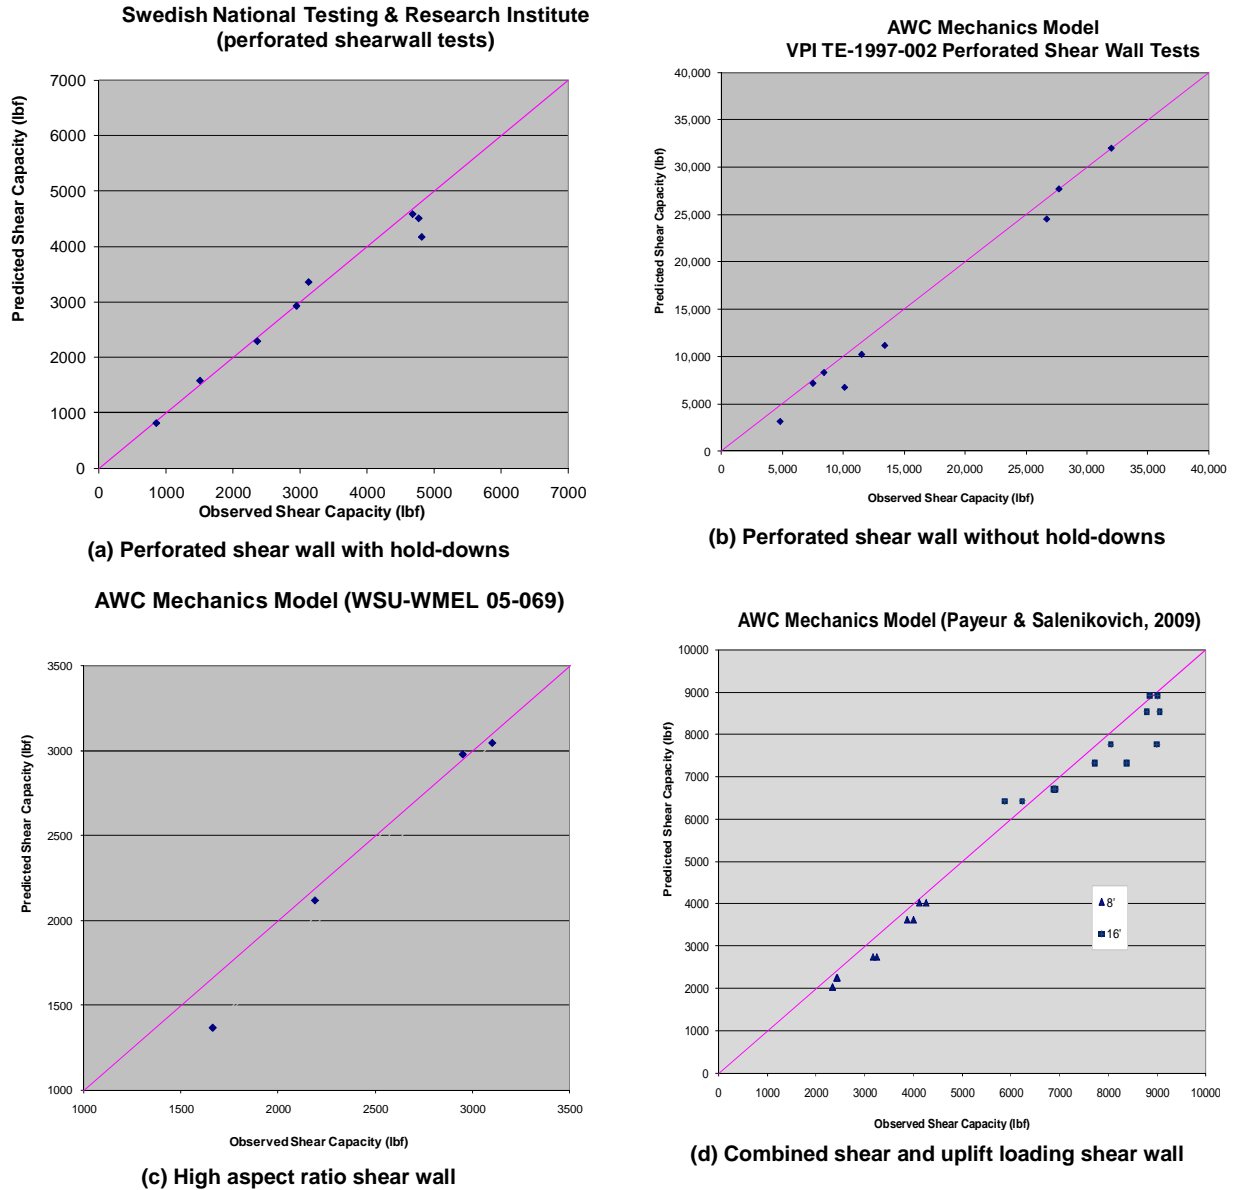 Swedish National Testing & Research Institute
(perforated shearwall tests)
Predicted Shear Capacity (lbf)
7000
6000
5000
4000
3000
2000
1000
0
0 1000 2000 3000 4000 5000 6000 7000
Observed Shear Capacity (lbf)
(a) Perforated shear wall with hold-downs
AWC Mechanics Model
VPI TE-1997-002 Perforated Shear Wall Tests
Predicted Shear Capacity (lbf)
40,000
35,000
30,000
25,000
20,000
15,000
10,000
5,000
0
0 5,000 10,000 15,000 20,000 25,000 30,000 35,000 40,000
Observed Shear Capacity (lbf)
(b) Perforated shear wall without hold-downs
AWC Mechanics Model (WSU-WMEL 05-069)
Predicted Shear Capacity (lbf)
3500
3000
2500
2000
1500
1000
1000 1500 2000 2500 3000 3500
Observed Shear Capacity (lbf)
(c) High aspect ratio shear wall
AWC Mechanics Model (Payeur & Salenikovich, 2009)
Predicted Shear Capacity (lbf)
10000
9000
8000
7000
6000
5000
4000
3000
2000
1000
0
8'
16'
0 1000 2000 3000 4000 5000 6000 7000 8000 9000 10000
Observed Shear Capacity (lbf)
(d) Combined shear and uplift loading shear wall